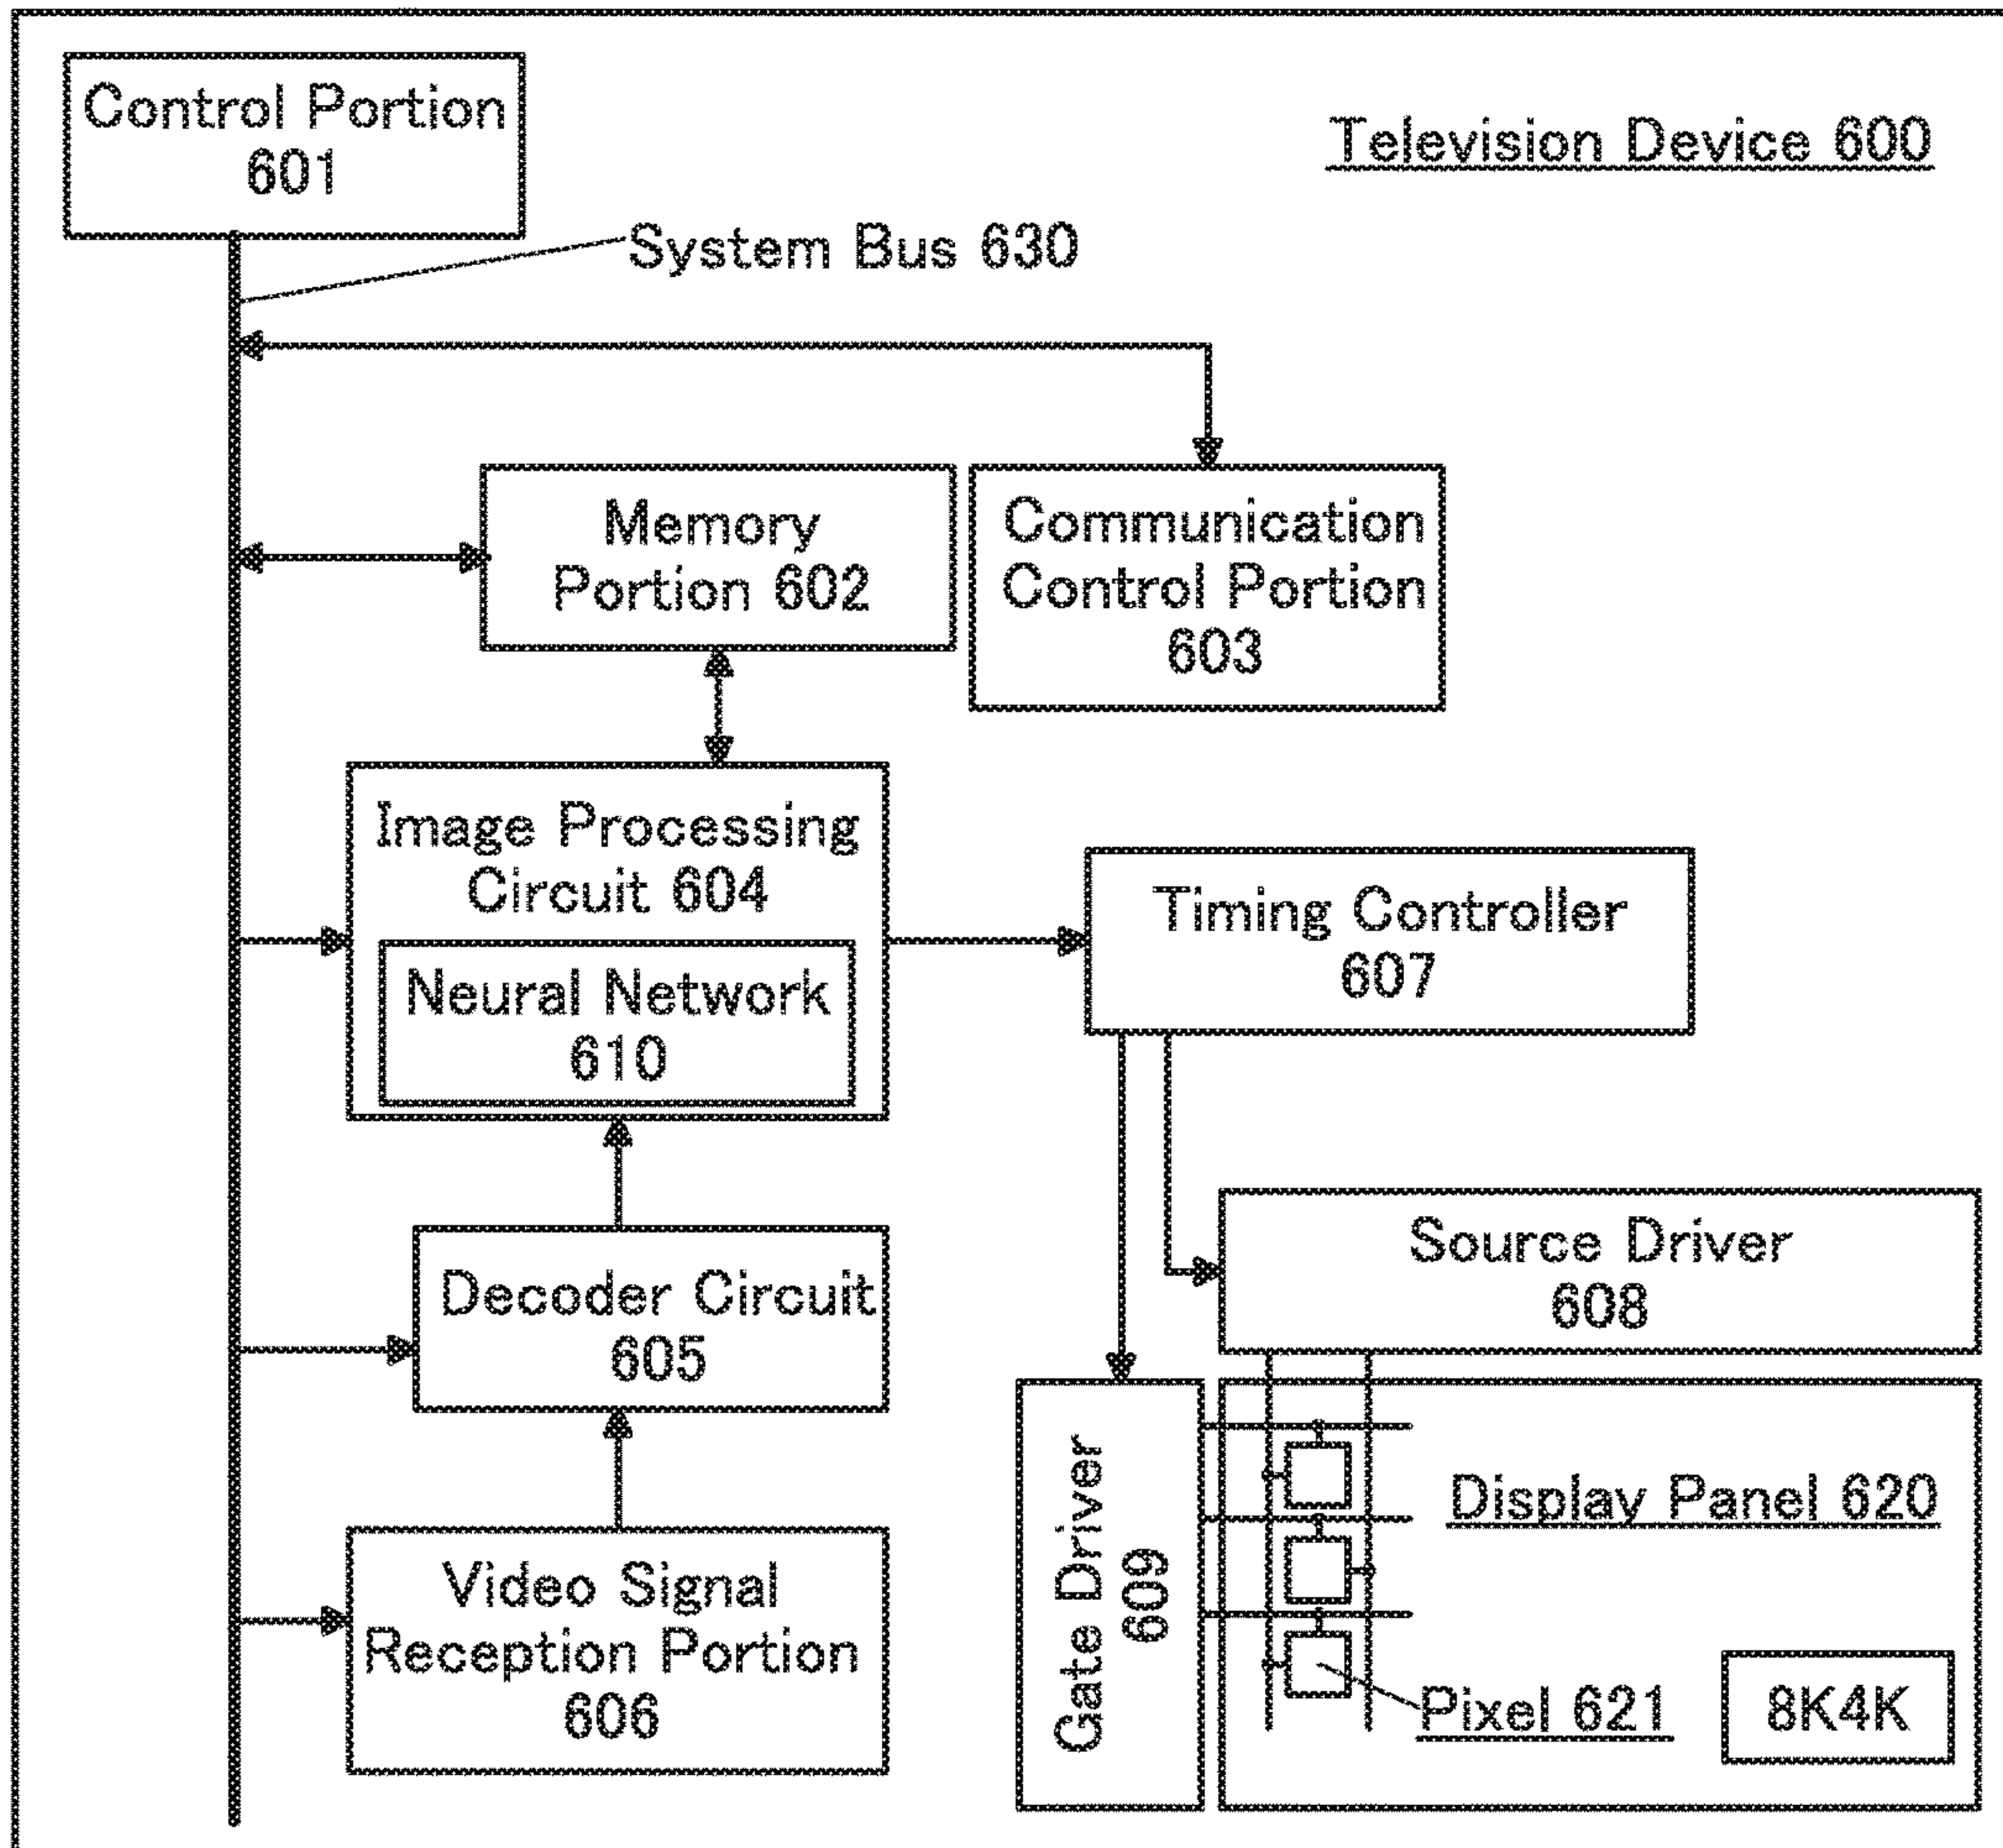 Control Portion
601
Television Device 600
System Bus 630
Memory
Portion 602
Communication
Control Portion
603
Image Processing
Circuit 604
Neural Network
610
Timing Controller
607
Decoder Circuit
605
Source Driver
608
Video Signal
Reception Portion
606
Gate Driver
609
Display Panel 620
Pixel 621
8K4K